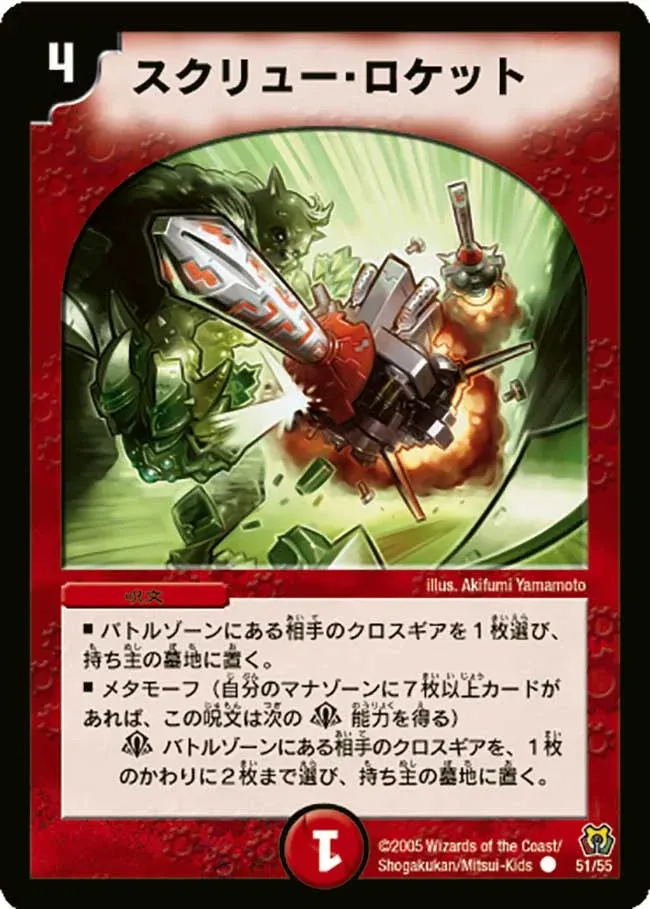 4
スクリュー・ロケット
illus. Akifumi Yamamoto
呪文
■ バトルゾーンにある相手のクロスギアを1枚選び、
持ち主の墓地に置く。
■ メタモーフ（自分のマナゾーンに7枚以上カードが
あれば、この呪文は次の 能力を得る）
バトルゾーンにある相手のクロスギアを、1枚
のかわりに2枚まで選び、持ち主の墓地に置く。
1
©2005 Wizards of the Coast/
Shogakukan/Mitsui-Kids
51/55